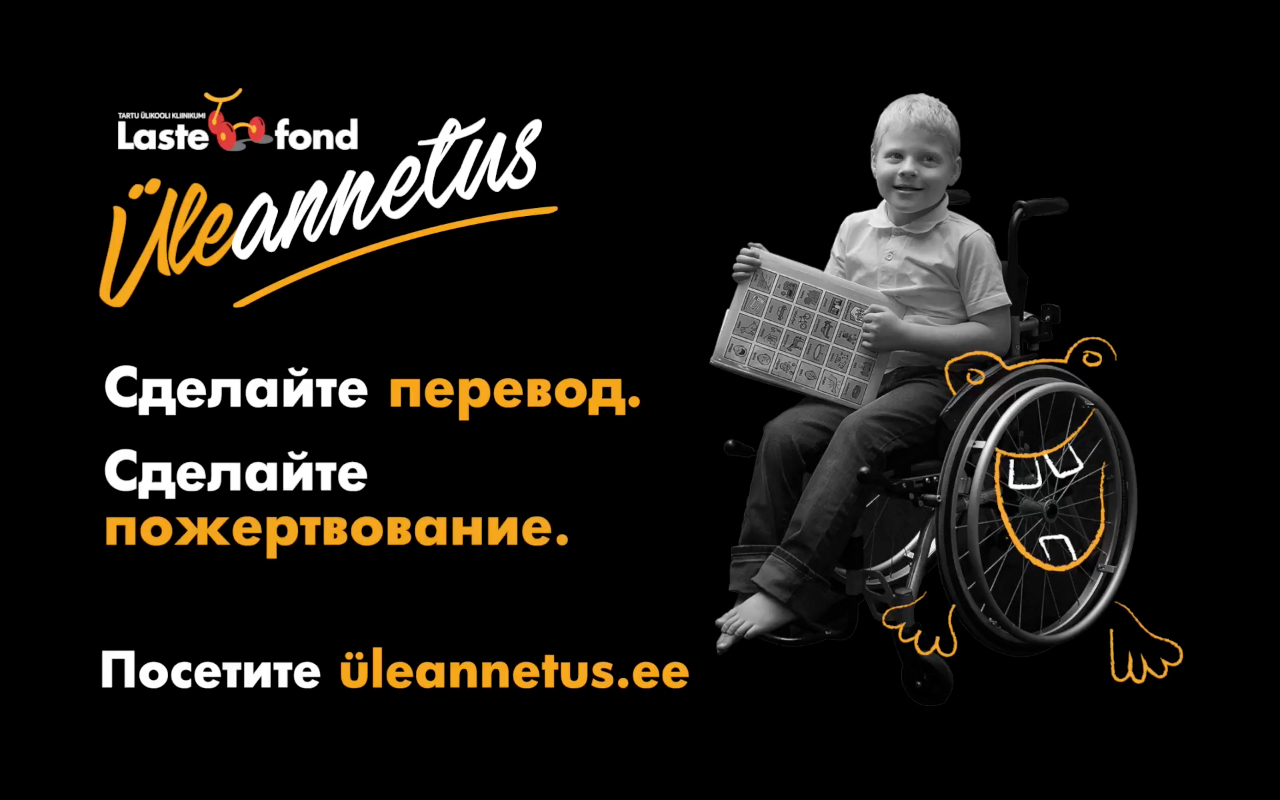 TARTU ÜLIKOOLI KLIINIKUMI
Laste fond
Üleannetus
Сделайте перевод.
Сделайте
пожертвование.
Посетите üleannetus.ee